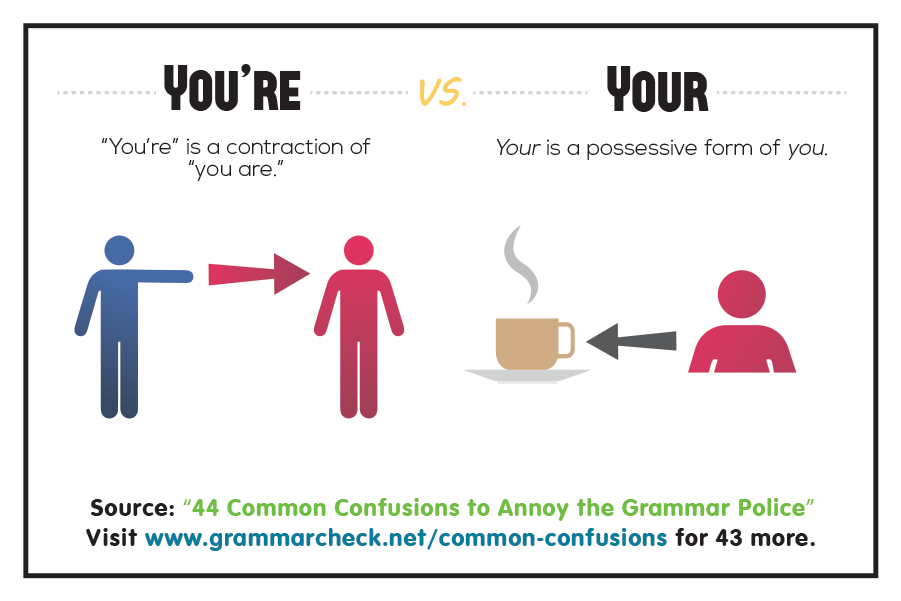 YOU'RE
VS.
YOUR
“You’re” is a contraction of
“you are.”
Your is a possessive form of you.
Source: “44 Common Confusions to Annoy the Grammar Police”
Visit www.grammarcheck.net/common-confusions for 43 more.